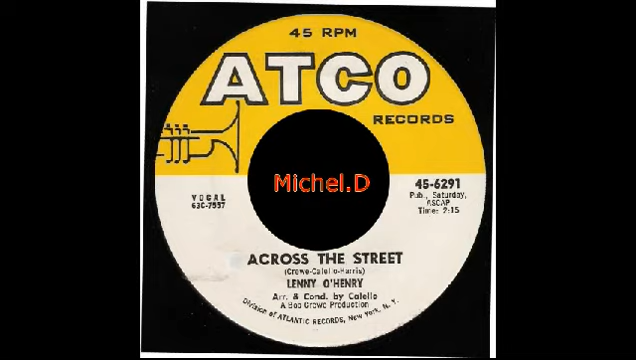 45 RPM
ATCO
RECORDS
Michel.D
VOCAL
63C-7557
45-6291
Pub., Saturday,
ASCAP
Time: 2:15
ACROSS THE STREET
(Crewe-Calello-Harris)
LENNY O'HENRY
Arr. & Cond. by Calello
A Bob Crewe Production
Division of ATLANTIC RECORDS, New York, N. Y.